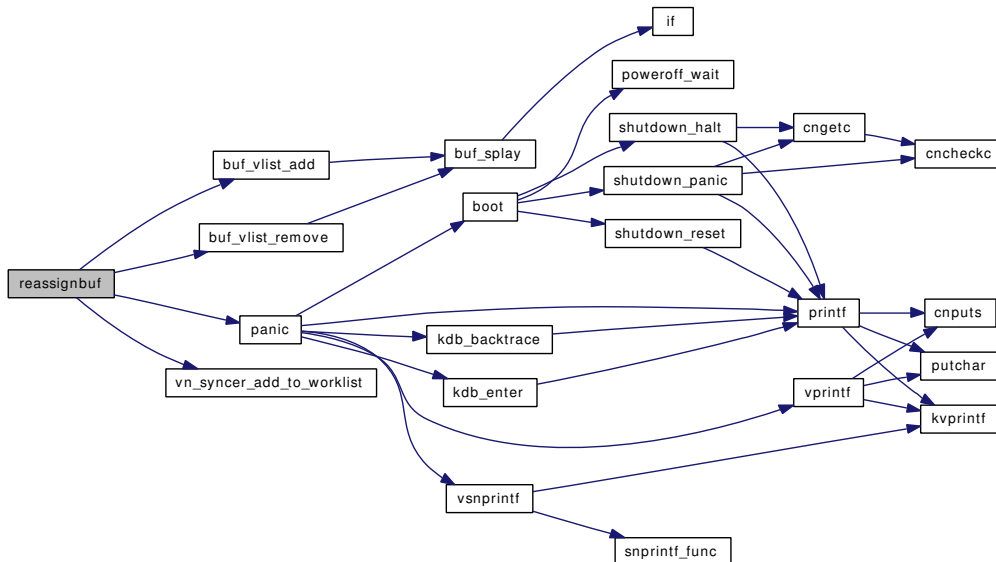 if
poweroff_wait
shutdown_halt
cngetc
buf_splay
cncheckc
buf_vlist_add
shutdown_panic
boot
buf_vlist_remove
shutdown_reset
reassignbuf
panic
printf
cnputs
kdb_backtrace
putchar
vn_syncer_add_to_worklist
kdb_enter
vprintf
kvprintf
vsnprintf
snprintf_func